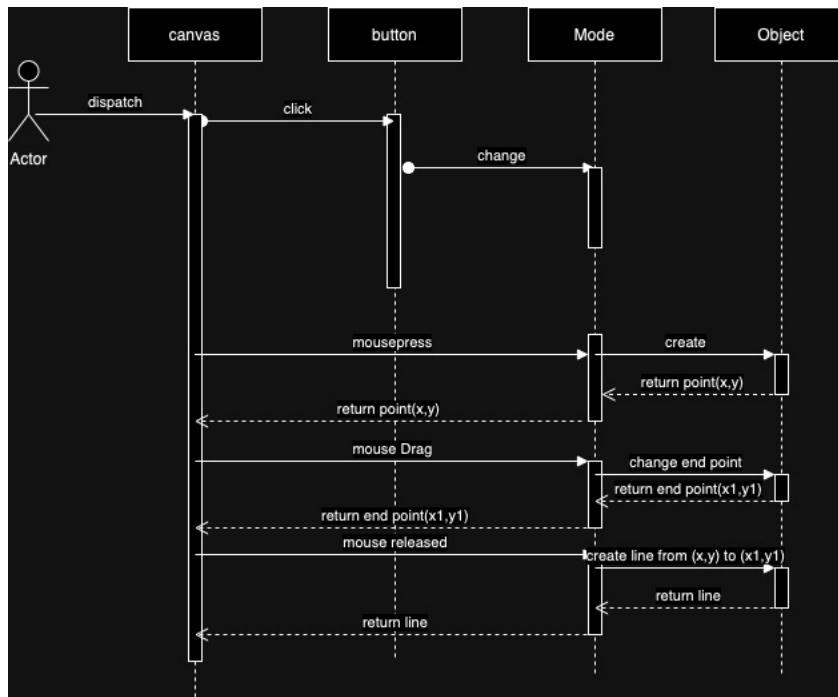 canvas
button
Mode
Object
dispatch
click
Actor
change
mousepress
create
return point(x,y)
return point(x,y)
mouse Drag
change end point
return end point(x1,y1)
return end point(x1,y1)
mouse released
create line from (x,y) to (x1,y1)
return line
return line